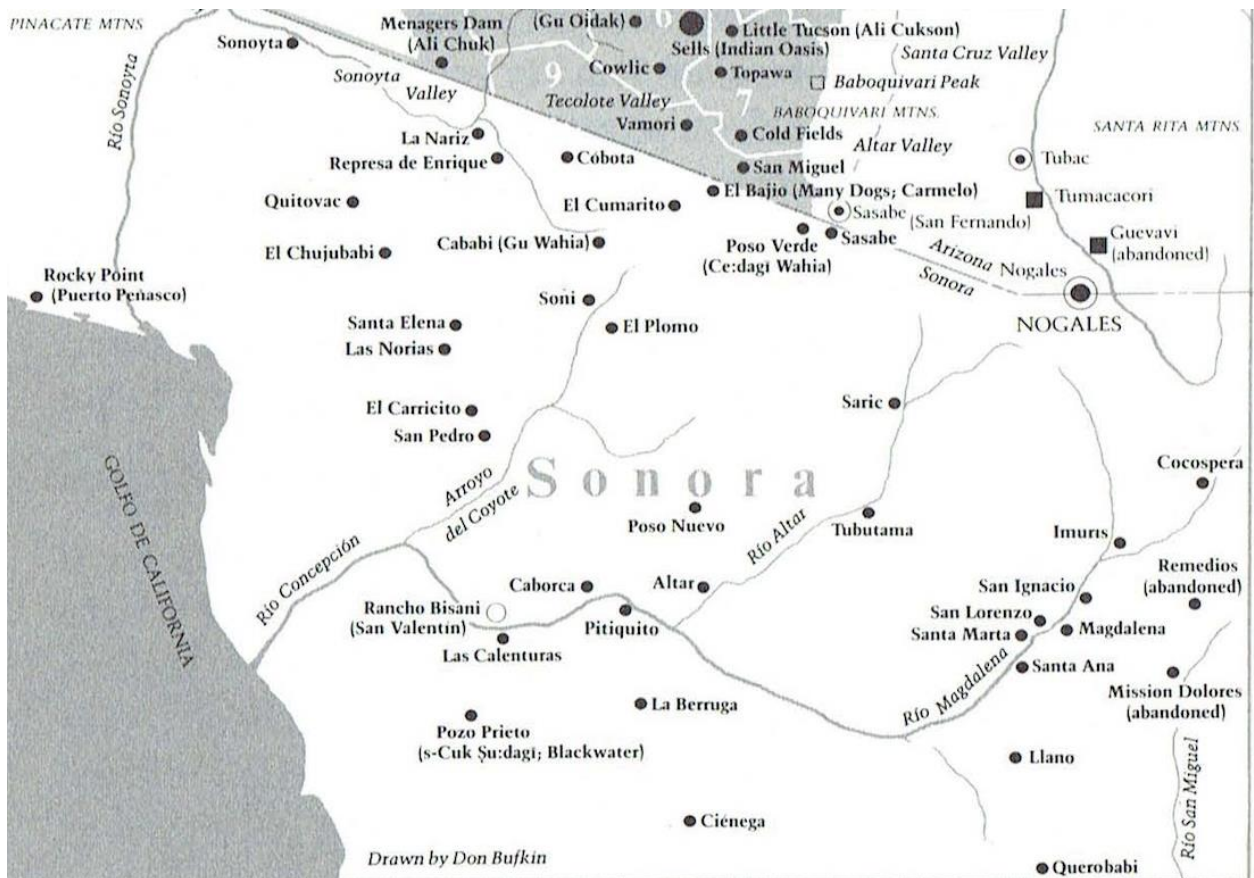 PINACATE MTNS
Menagers Dam
(Ali Chuk)
(Gu Oidak)
6
Little Tucson (Ali Cukson)
Sells (Indian Oasis)
Santa Cruz Valley
Sonoyta
Sonoyta
Valley
9
Cowlic
Topawa
Baboquivari Peak
Río Sonoyta
Tecolote Valley
7
BABOQUIVARI MTNS.
Vamori
Cold Fields
SANTA RITA MTNS.
La Nariz
Represa de Enrique
Cóbota
Altar Valley
Tubac
San Miguel
El Bajio (Many Dogs; Carmelo)
Tumacacori
Quitovac
El Cumarito
Sasabe
(San Fernando)
Guevavi
(abandoned)
El Chujubabi
Cababi (Gu Wahia)
Poso Verde
(Ce:dagi Wahia)
Sasabe
Arizona
Sonora
Nogales
Rocky Point
(Puerto Peñasco)
NOGALES
Soñi
Santa Elena
El Plomo
Las Norias
El Carricito
Saric
San Pedro
GOLFO DE CALIFORNIA
Arroyo
del Coyote
Sonora
Cocospera
Poso Nuevo
Río Altar
Tubutama
Imuris
Río Concepción
Caborca
Altar
San Ignacio
Remedios
(abandoned)
Rancho Bisani
(San Valentín)
Pitiquito
San Lorenzo
Santa Marta
Magdalena
Las Calenturas
Santa Ana
Río Magdalena
Mission Dolores
(abandoned)
La Berruga
Pozo Prieto
(s-Cuk Ṣu:dagi; Blackwater)
Llano
Río San Miguel
Ciénega
Drawn by Don Bufkin
Querobabi